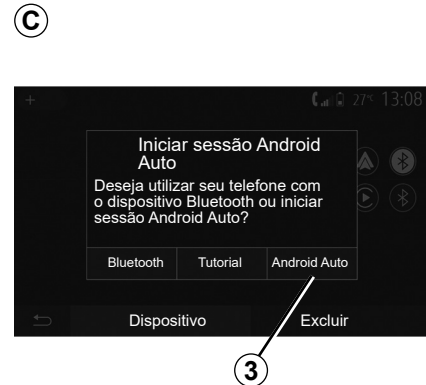 C
+ 27°C 13:08
Iniciar sessão Android
Auto
Deseja utilizar seu telefone com
o dispositivo Bluetooth ou iniciar
sessão Android Auto?
Bluetooth Tutorial Android Auto
Dispositivo Excluir
3